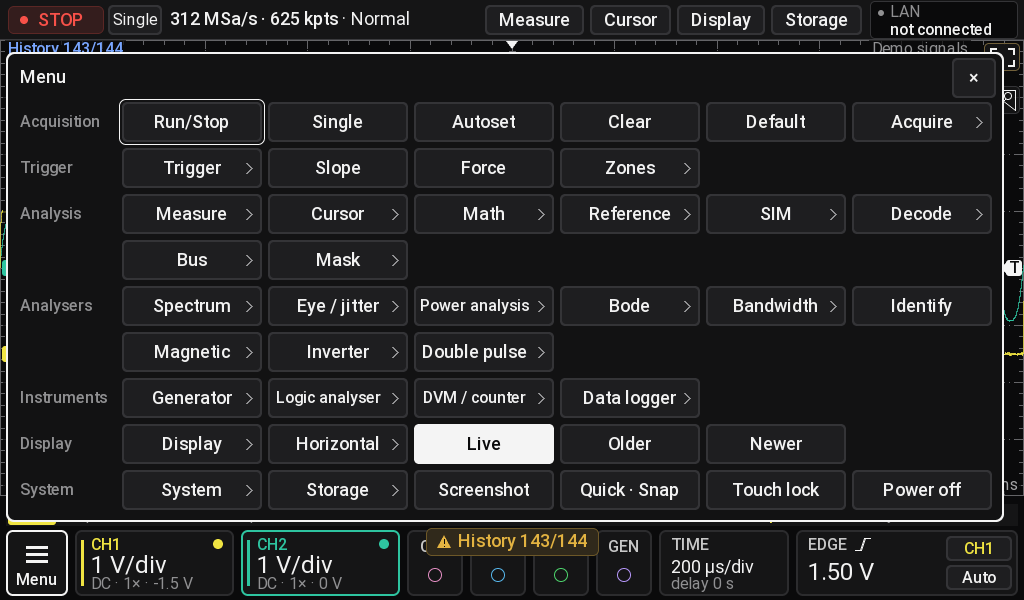 STOP Single 312 MSa/s · 625 kpts · Normal Measure Cursor Display Storage LAN
not connected
History 143/144 Demo signals
Menu ×
Acquisition Run/Stop Single Autoset Clear Default Acquire
Trigger Trigger Slope Force Zones
Analysis Measure Cursor Math Reference SIM Decode
T
Bus Mask
Analysers Spectrum Eye / jitter Power analysis Bode Bandwidth Identify
Magnetic Inverter Double pulse
Instruments Generator Logic analyser DVM / counter Data logger
Display Display Horizontal Live Older Newer
System System Storage Screenshot Quick · Snap Touch lock Power off
Menu
CH1
1 V/div
DC · 1× · -1.5 V
CH2
1 V/div
DC · 1× · 0 V
History 143/144
GEN
TIME
200 µs/div
delay 0 s
EDGE
1.50 V
CH1
Auto